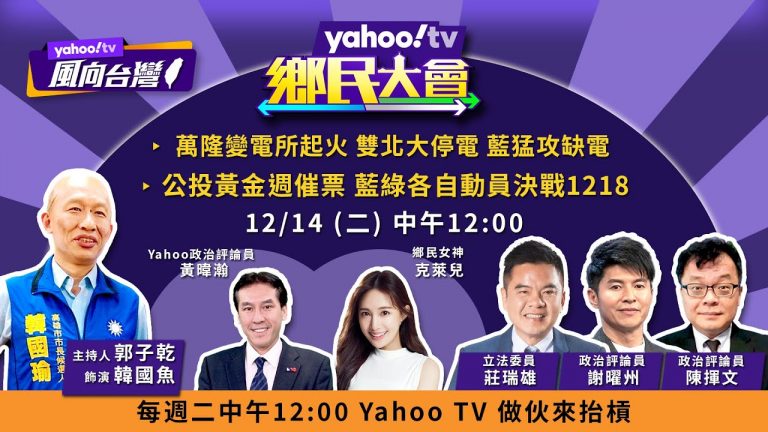 yahoo!tv
風向台灣
yahoo!tv
鄉民大會
萬隆變電所起火 雙北大停電 藍猛攻缺電
公投黃金週催票 藍綠各自動員決戰1218
12/14 (二) 中午12:00
Yahoo政治評論員
黃暐瀚
鄉民女神
克萊兒
高雄市市長候選人
韓國瑜
主持人 郭子乾
飾演 韓國魚
立法委員
莊瑞雄
政治評論員
謝曜州
政治評論員
陳揮文
每週二中午12:00 Yahoo TV 做伙來抬槓